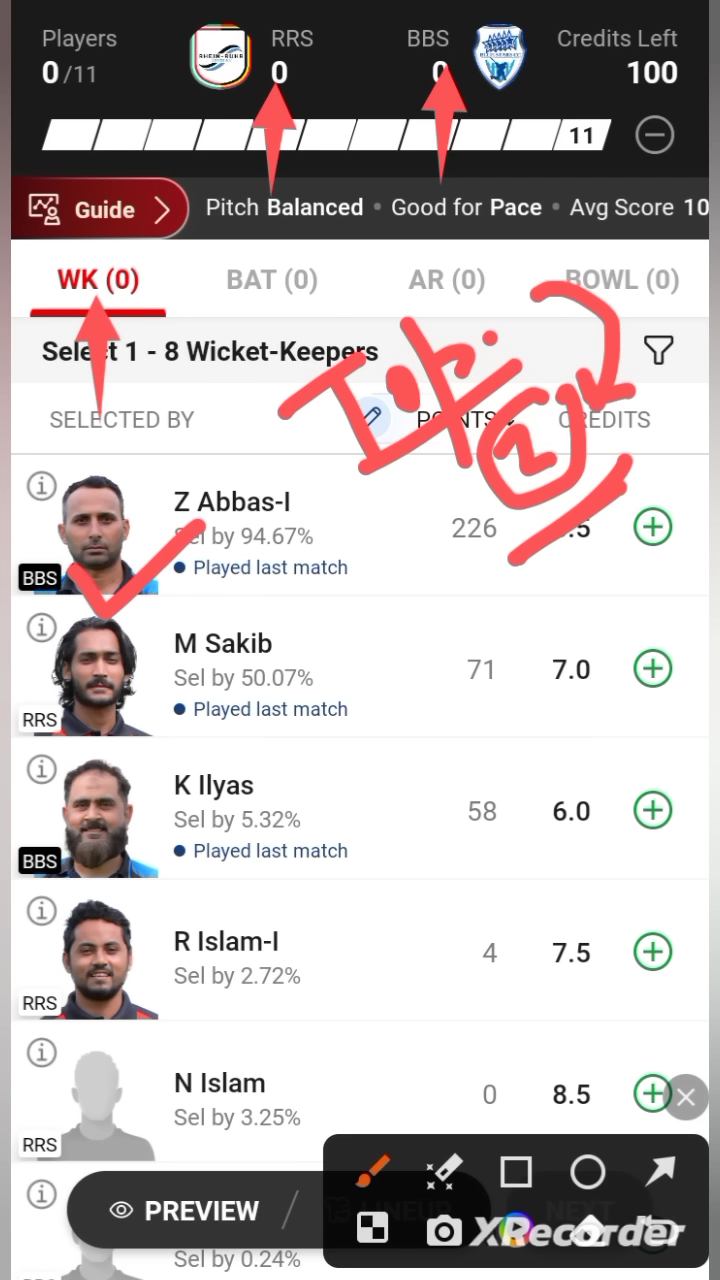 Players RRS BBS Credits Left
0/11 0 100
11
Guide Pitch Balanced • Good for Pace • Avg Score 10
WK (0) BAT (0) AR (0) BOWL (0)
Select 1 - 8 Wicket-Keepers
SELECTED BY POINTS CREDITS
Z Abbas-I
Sel by 94.67% 226 .5
BBS • Played last match
M Sakib
Sel by 50.07% 71 7.0
RRS • Played last match
K Ilyas
Sel by 5.32% 58 6.0
BBS • Played last match
R Islam-I
Sel by 2.72% 4 7.5
RRS
N Islam
Sel by 3.25% 0 8.5
RRS
PREVIEW
XRecorder
Sel by 0.24%